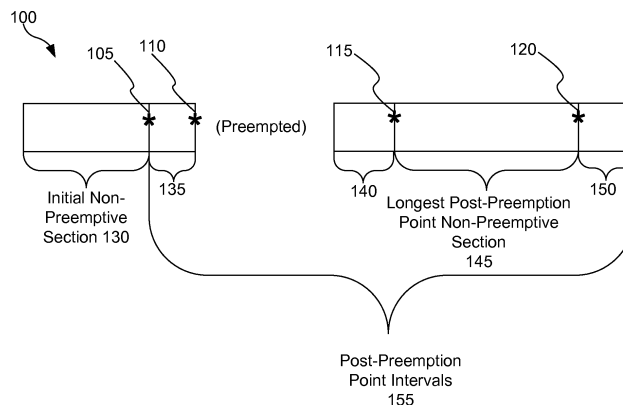 100
105
110
115
120
*
*
(Preempted)
*
*
135
140
150
Initial Non-
Preemptive
Section 130
Longest Post-Preemption
Point Non-Preemptive
Section
145
Post-Preemption
Point Intervals
155